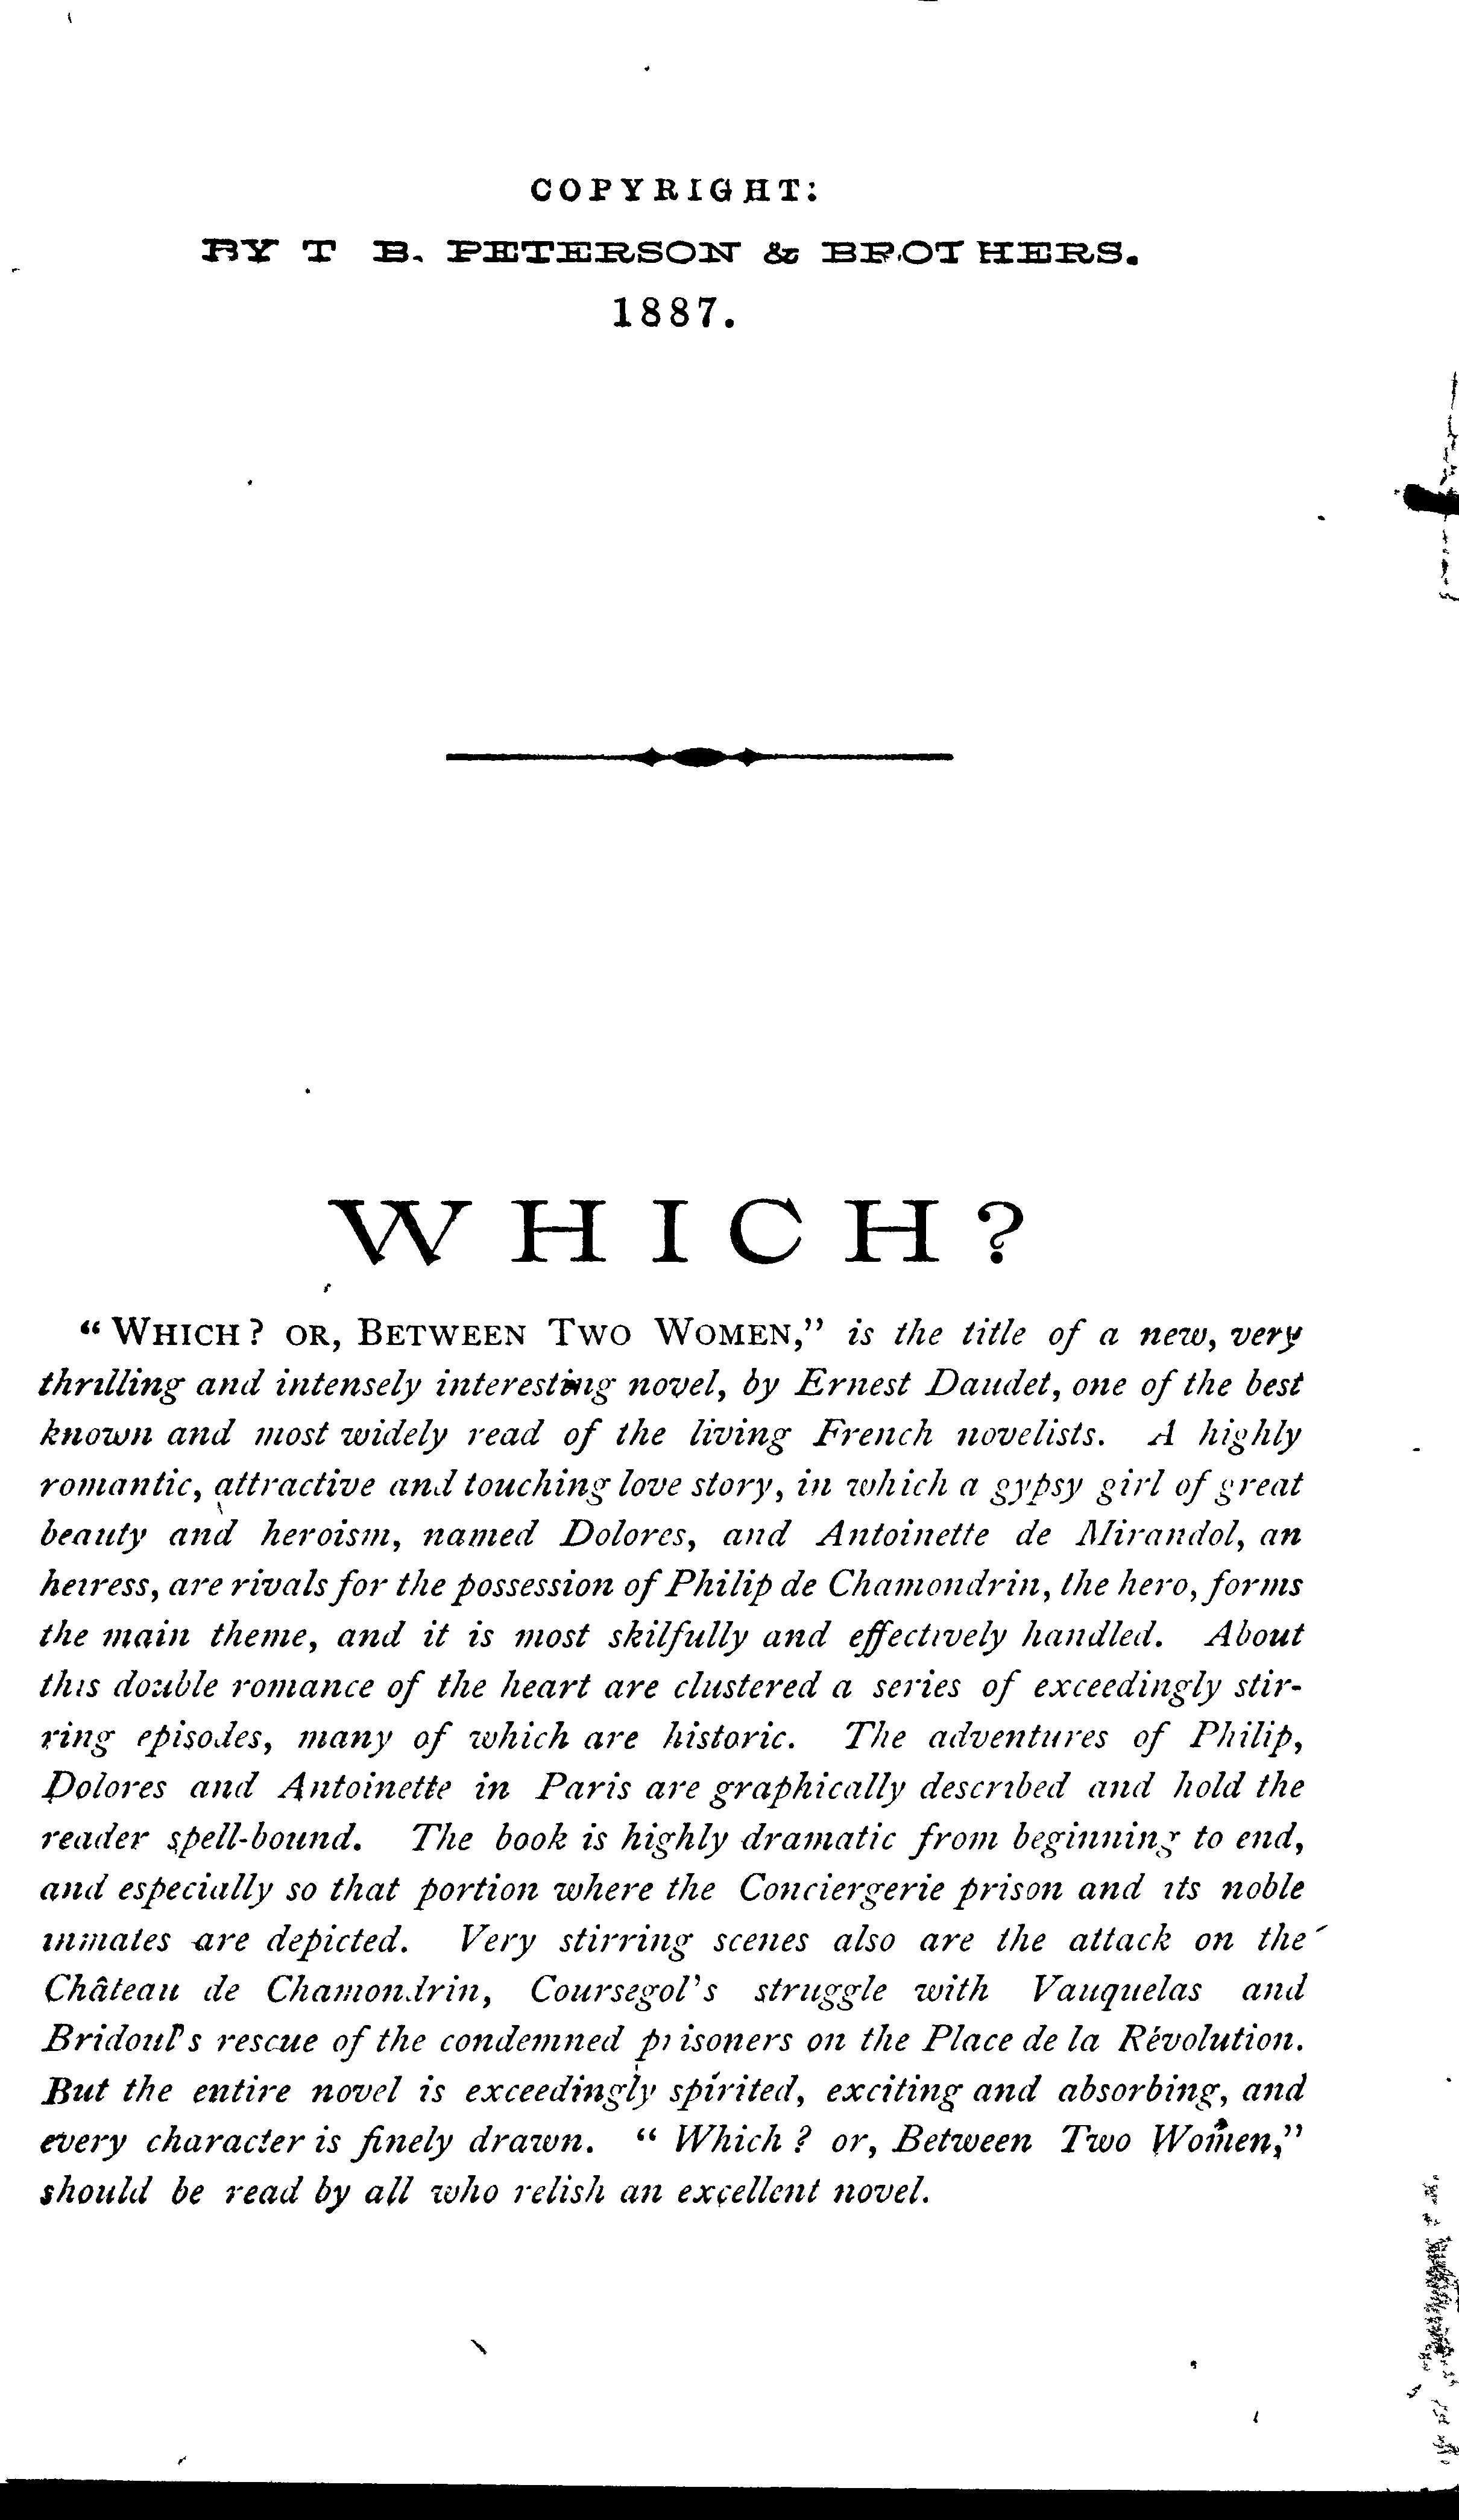 COPYRIGHT:
BY T B. PETERSON & BROTHERS.
1887.
WHICH?
“WHICH? OR, BETWEEN TWO WOMEN,” is the title of a new, very
thrilling and intensely interesting novel, by Ernest Daudet, one of the best
known and most widely read of the living French novelists. A highly
romantic, attractive and touching love story, in which a gypsy girl of great
beauty and heroism, named Dolores, and Antoinette de Mirandol, an
heiress, are rivals for the possession of Philip de Chamondrin, the hero, forms
the main theme, and it is most skilfully and effectively handled. About
this double romance of the heart are clustered a series of exceedingly stir-
ring episodes, many of which are historic. The adventures of Philip,
Dolores and Antoinette in Paris are graphically described and hold the
reader spell-bound. The book is highly dramatic from beginning to end,
and especially so that portion where the Conciergerie prison and its noble
inmates are depicted. Very stirring scenes also are the attack on the
Château de Chamondrin, Coursegol's struggle with Vauquelas and
Bridoul's rescue of the condemned prisoners on the Place de la Révolution.
But the entire novel is exceedingly spirited, exciting and absorbing, and
every character is finely drawn. “Which? or, Between Two Women,”
should be read by all who relish an excellent novel.